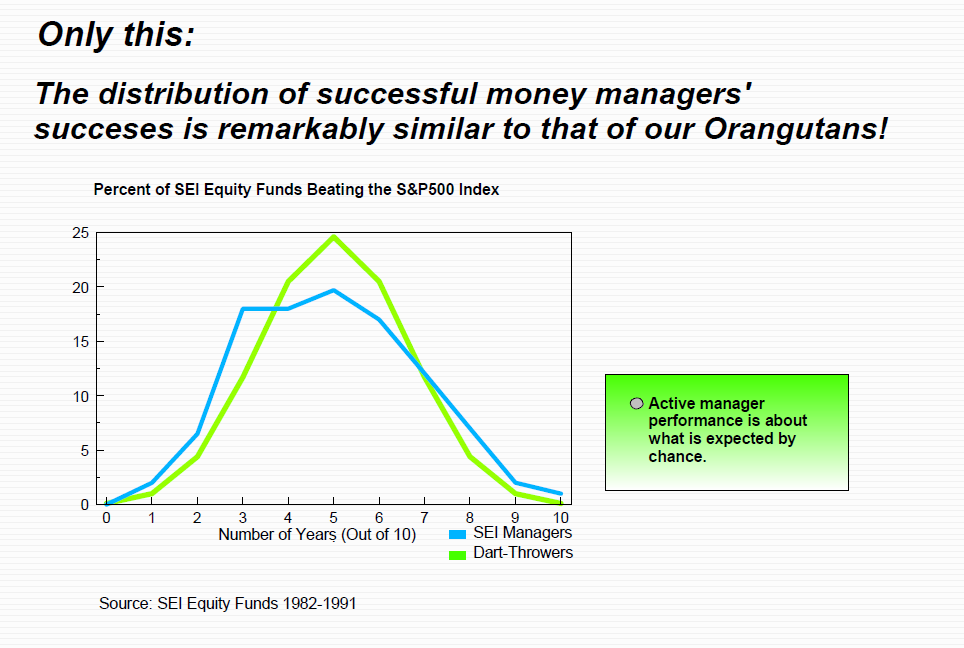 Only this:
The distribution of successful money managers'
succeses is remarkably similar to that of our Orangutans!
Percent of SEI Equity Funds Beating the S&P500 Index
25
20
15
10
5
0
0 1 2 3 4 5 6 7 8 9 10
Number of Years (Out of 10)
SEI Managers
Dart-Throwers
Active manager
performance is about
what is expected by
chance.
Source: SEI Equity Funds 1982-1991